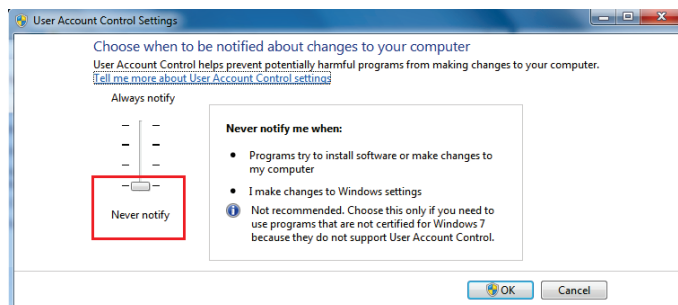 User Account Control Settings
Choose when to be notified about changes to your computer
User Account Control helps prevent potentially harmful programs from making changes to your computer.
Tell me more about User Account Control settings
Always notify
Never notify
Never notify me when:
• Programs try to install software or make changes to
my computer
• I make changes to Windows settings
Not recommended. Choose this only if you need to
use programs that are not certified for Windows 7
because they do not support User Account Control.
OK
Cancel